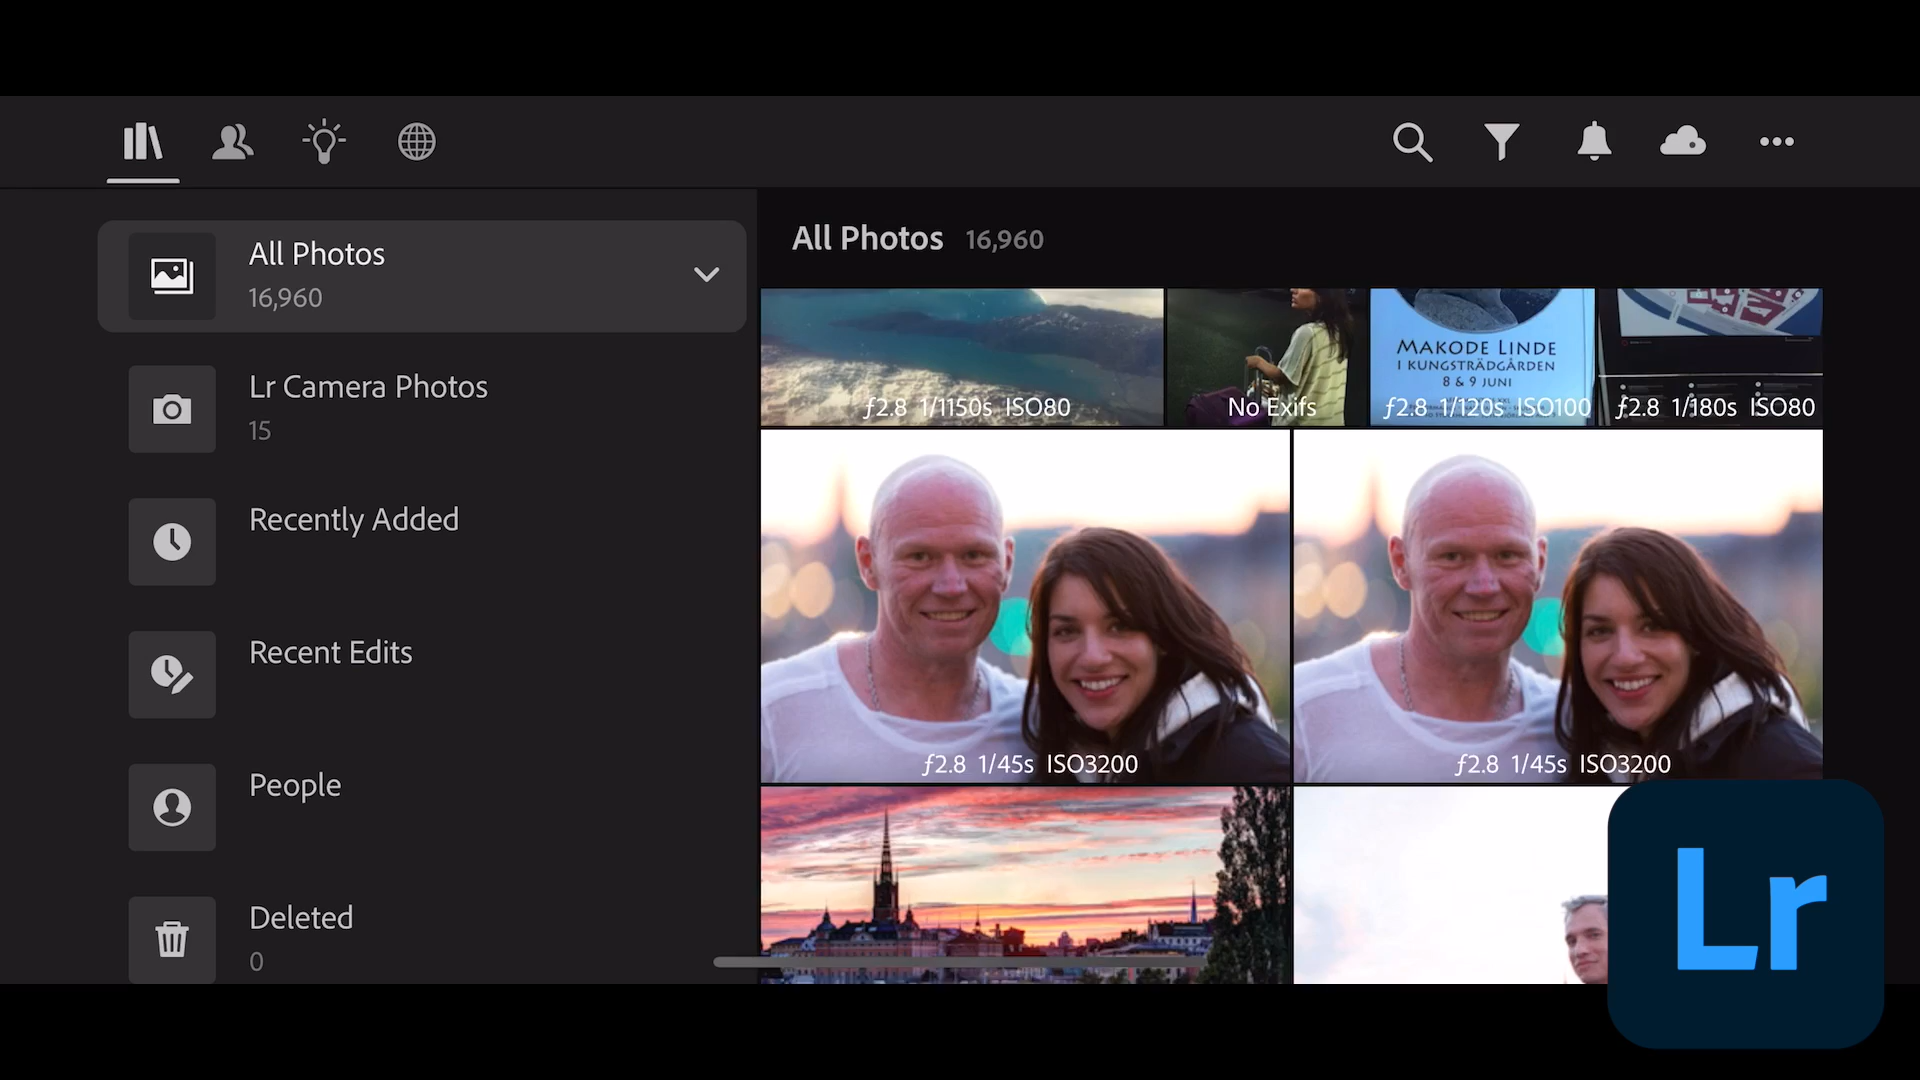 All Photos
16,960
Lr Camera Photos
15
Recently Added
Recent Edits
People
Deleted
0
All Photos 16,960
ƒ2.8 1/1150s ISO80
No Exifs
MAKODE LINDE
I KUNGSTRÄDGÅRDEN
8 & 9 JUNI
ƒ2.8 1/120s ISO100
ƒ2.8 1/180s ISO80
ƒ2.8 1/45s ISO3200
ƒ2.8 1/45s ISO3200
Lr